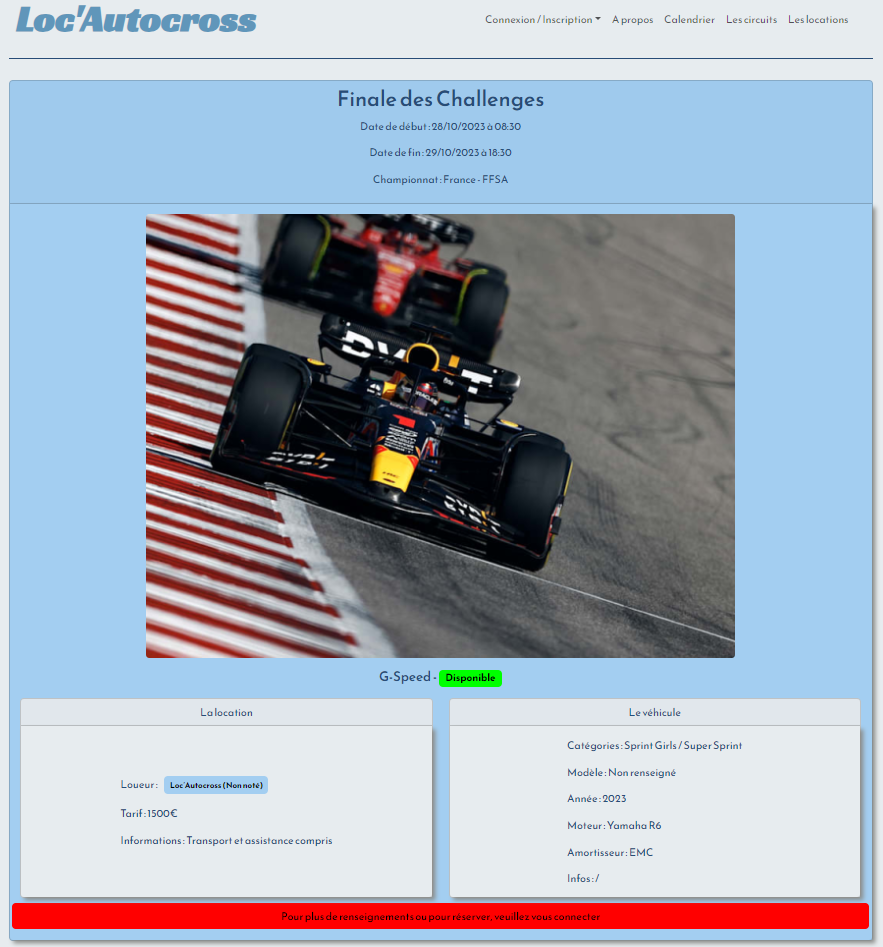 Loc'Autocross
Connexion / Inscription A propos Calendrier Les circuits Les locations
Finale des Challenges
Date de début : 28/10/2023 à 08:30
Date de fin : 29/10/2023 à 18:30
Championnat : France - FFSA
G-Speed - Disponible
La location
Loueur : Loc'Autocross (Non noté)
Tarif : 1500€
Informations : Transport et assistance compris
Le véhicule
Catégories : Sprint Girls / Super Sprint
Modèle : Non renseigné
Année : 2023
Moteur : Yamaha R6
Amortisseur : EMC
Infos : /
Pour plus de renseignements ou pour réserver, veuillez vous connecter